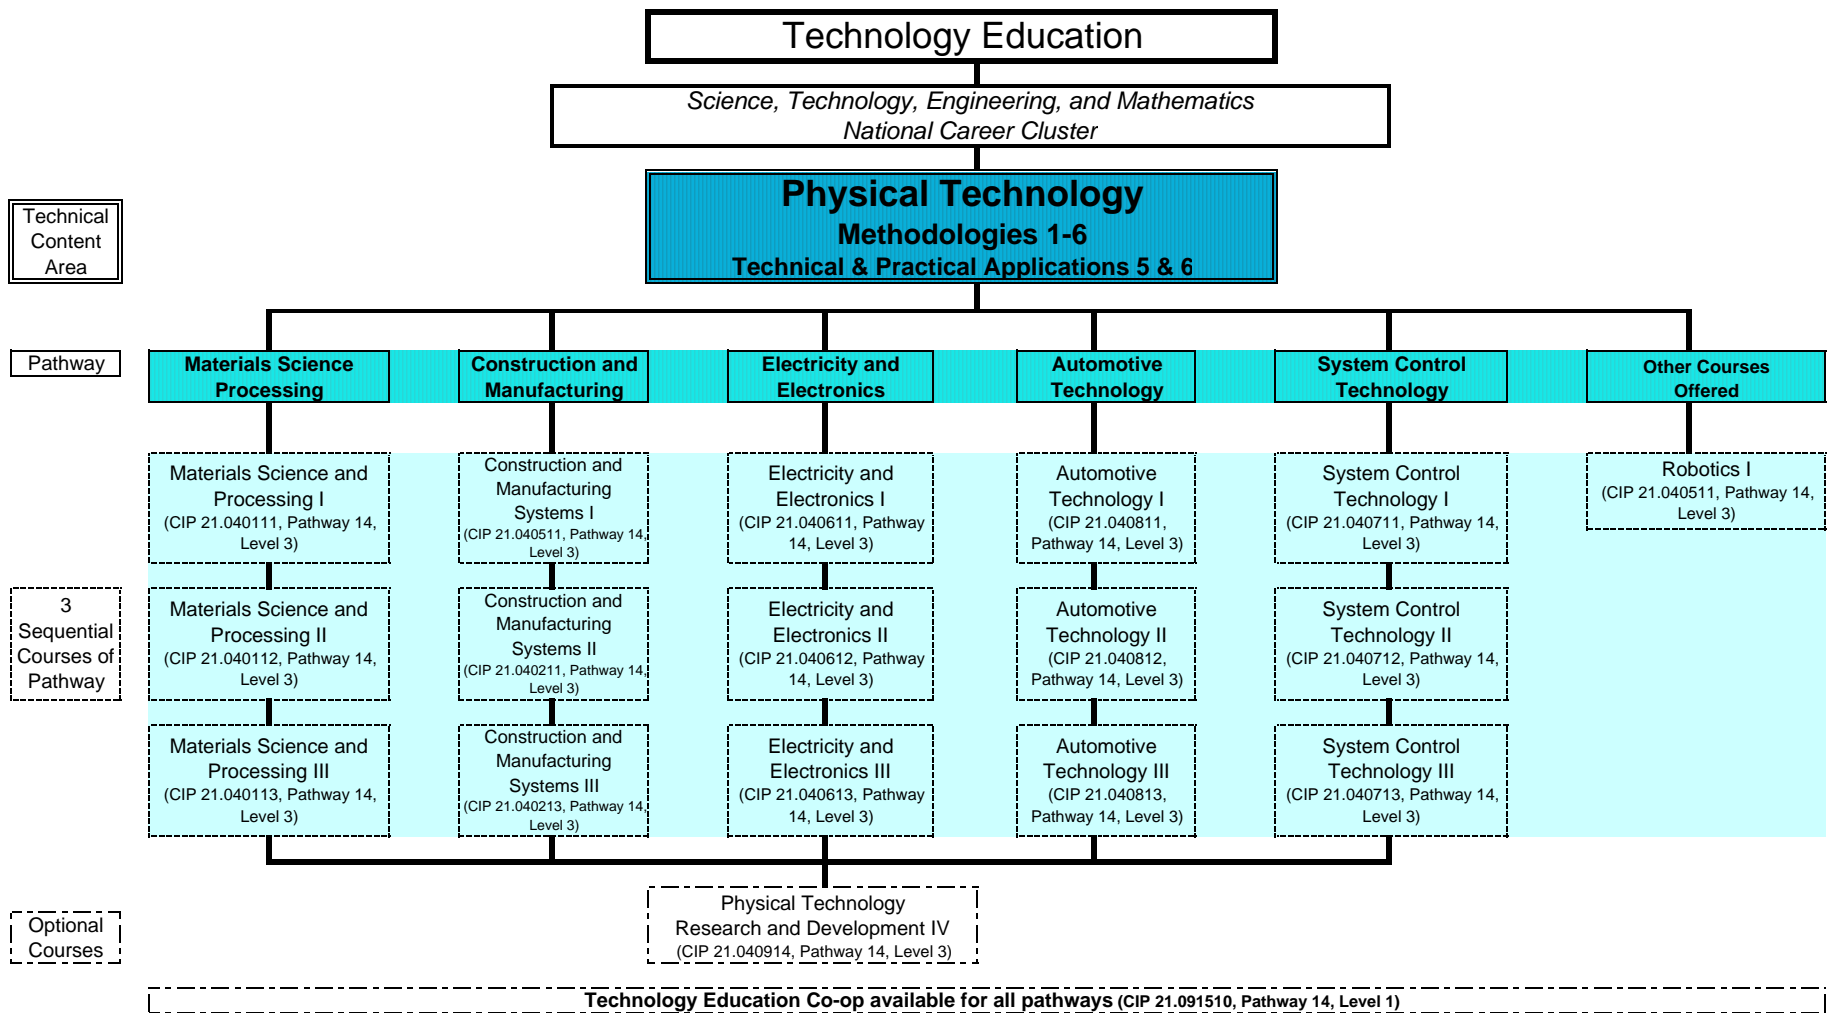 Technology Education
Science, Technology, Engineering, and Mathematics
National Career Cluster
Physical Technology
Methodologies 1-6
Technical & Practical Applications 5 & 6
Technical
Content
Area
Pathway
Materials Science
Processing
Construction and
Manufacturing
Electricity and
Electronics
Automotive
Technology
System Control
Technology
Other Courses
Offered
Materials Science and
Processing I
(CIP 21.040111, Pathway 14,
Level 3)
Construction and
Manufacturing
Systems I
(CIP 21.040511, Pathway 14,
Level 3)
Electricity and
Electronics I
(CIP 21.040611, Pathway
14, Level 3)
Automotive
Technology I
(CIP 21.040811,
Pathway 14, Level 3)
System Control
Technology I
(CIP 21.040711, Pathway 14,
Level 3)
Robotics I
(CIP 21.040511, Pathway 14,
Level 3)
3
Sequential
Courses of
Pathway
Materials Science and
Processing II
(CIP 21.040112, Pathway 14,
Level 3)
Construction and
Manufacturing
Systems II
(CIP 21.040211, Pathway 14,
Level 3)
Electricity and
Electronics II
(CIP 21.040612, Pathway
14, Level 3)
Automotive
Technology II
(CIP 21.040812,
Pathway 14, Level 3)
System Control
Technology II
(CIP 21.040712, Pathway 14,
Level 3)
Materials Science and
Processing III
(CIP 21.040113, Pathway 14,
Level 3)
Construction and
Manufacturing
Systems III
(CIP 21.040213, Pathway 14,
Level 3)
Electricity and
Electronics III
(CIP 21.040613, Pathway
14, Level 3)
Automotive
Technology III
(CIP 21.040813,
Pathway 14, Level 3)
System Control
Technology III
(CIP 21.040713, Pathway 14,
Level 3)
Optional
Courses
Physical Technology
Research and Development IV
(CIP 21.040914, Pathway 14, Level 3)
Technology Education Co-op available for all pathways (CIP 21.091510, Pathway 14, Level 1)